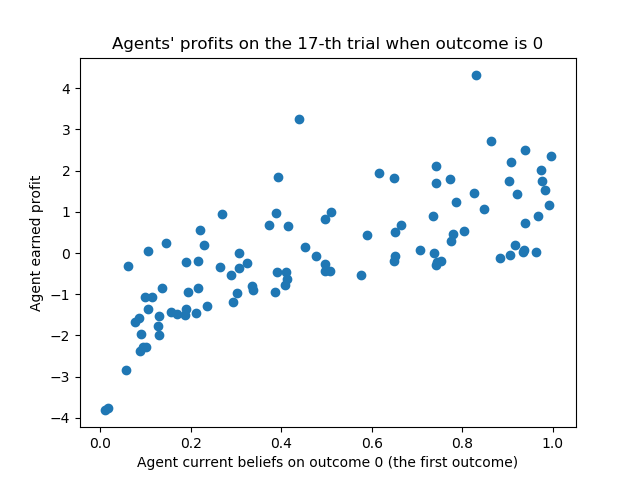 Agents' profits on the 17-th trial when outcome is 0
Agent earned profit
4
3
2
1
0
−1
−2
−3
−4
0.0 0.2 0.4 0.6 0.8 1.0
Agent current beliefs on outcome 0 (the first outcome)